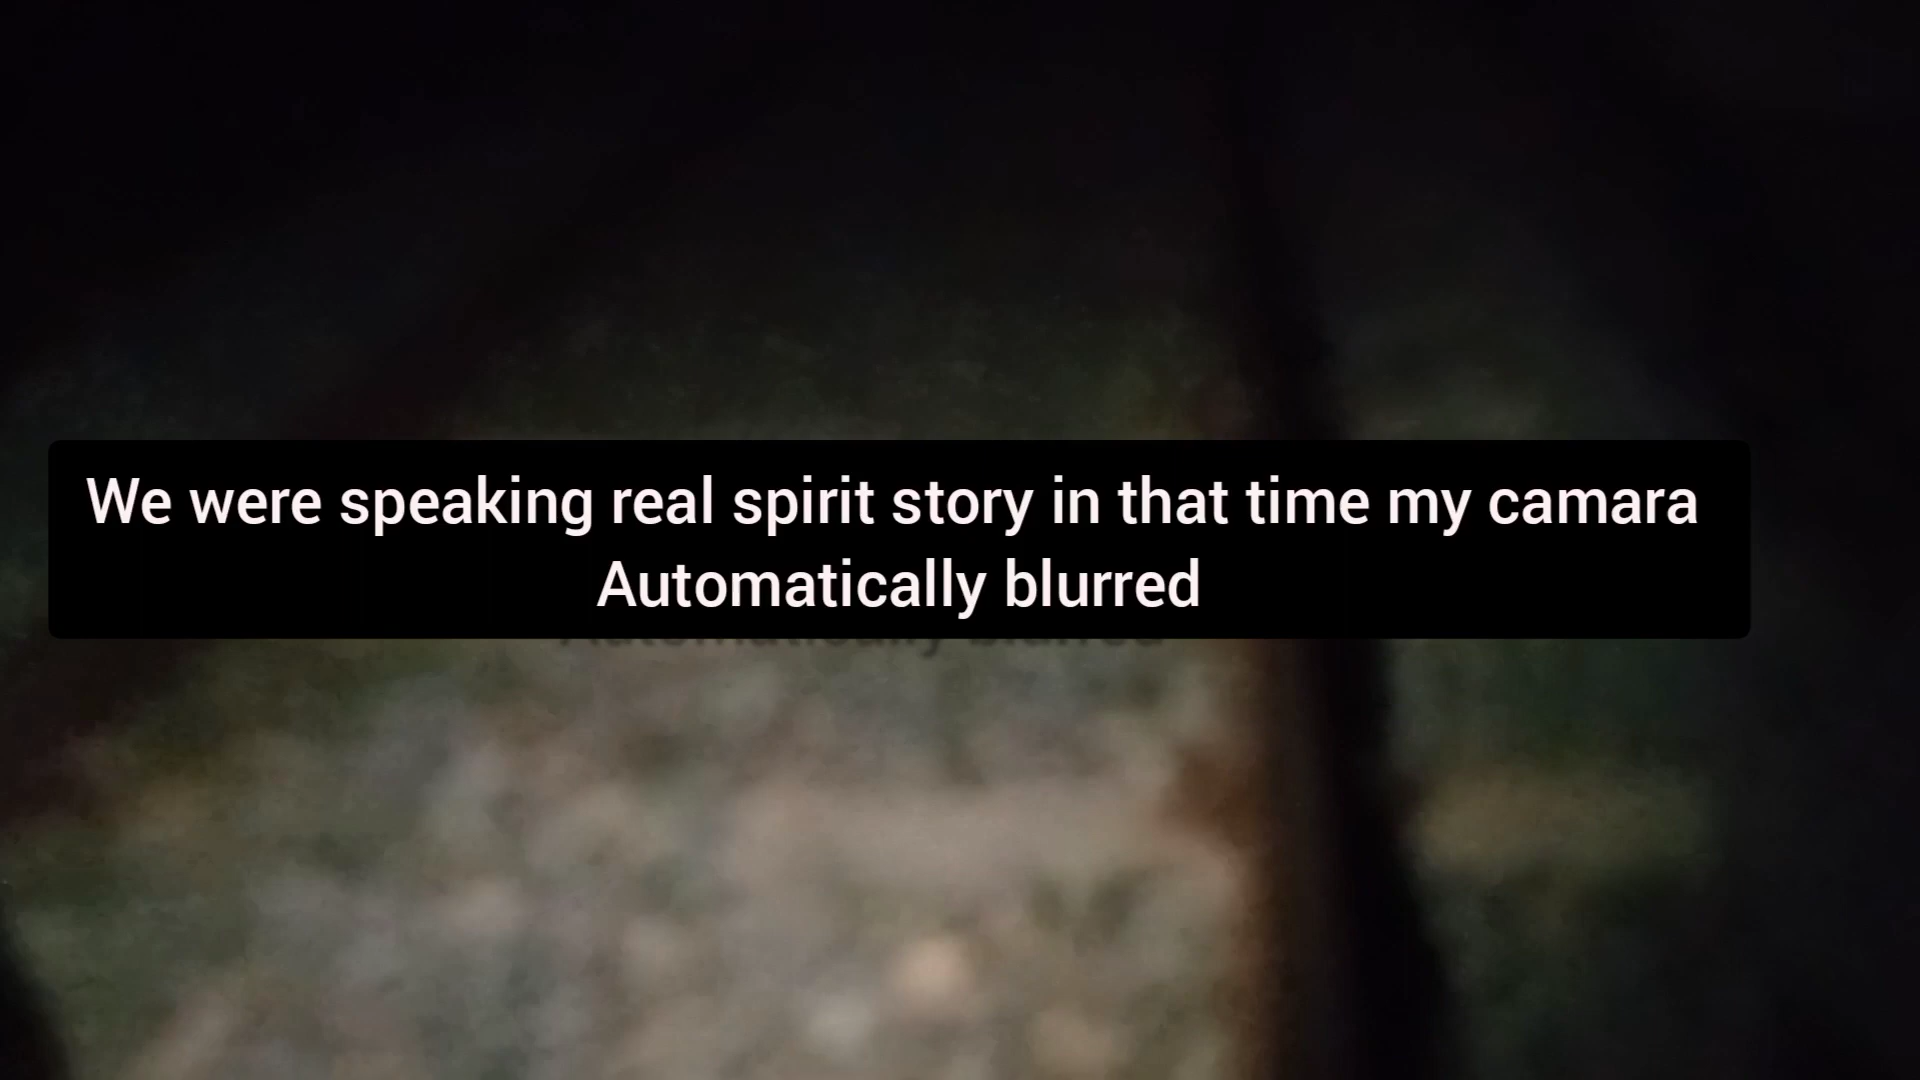 We were speaking real spirit story in that time my camara
Automatically blurred